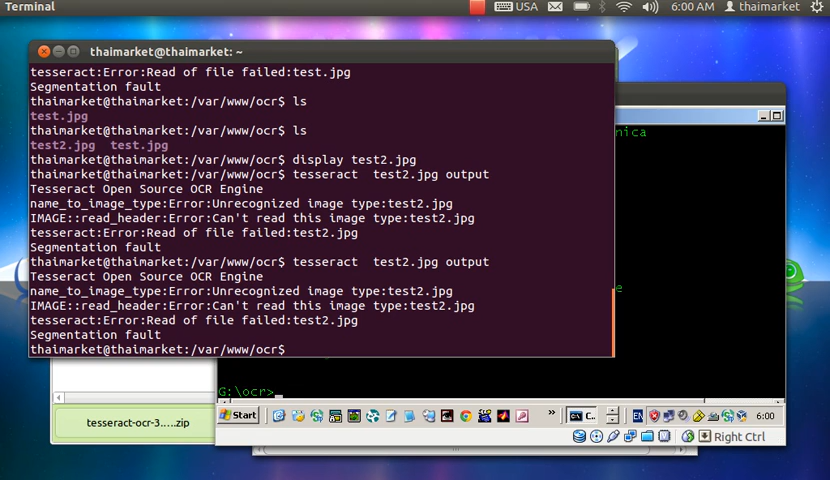 Terminal
USA
6:00 AM
thaimarket
thaimarket@thaimarket: ~
tesseract:Error:Read of file failed:test.jpg
Segmentation fault
thaimarket@thaimarket:/var/www/ocr$ ls
test.jpg
thaimarket@thaimarket:/var/www/ocr$ ls
test2.jpg  test.jpg
thaimarket@thaimarket:/var/www/ocr$ display test2.jpg
thaimarket@thaimarket:/var/www/ocr$ tesseract  test2.jpg output
Tesseract Open Source OCR Engine
name_to_image_type:Error:Unrecognized image type:test2.jpg
IMAGE::read_header:Error:Can't read this image type:test2.jpg
tesseract:Error:Read of file failed:test2.jpg
Segmentation fault
thaimarket@thaimarket:/var/www/ocr$ tesseract  test2.jpg output
Tesseract Open Source OCR Engine
name_to_image_type:Error:Unrecognized image type:test2.jpg
IMAGE::read_header:Error:Can't read this image type:test2.jpg
tesseract:Error:Read of file failed:test2.jpg
Segmentation fault
thaimarket@thaimarket:/var/www/ocr$
nica
e
G:\ocr>_
Start
C..
EN
6:00
tesseract-ocr-3....zip
Right Ctrl